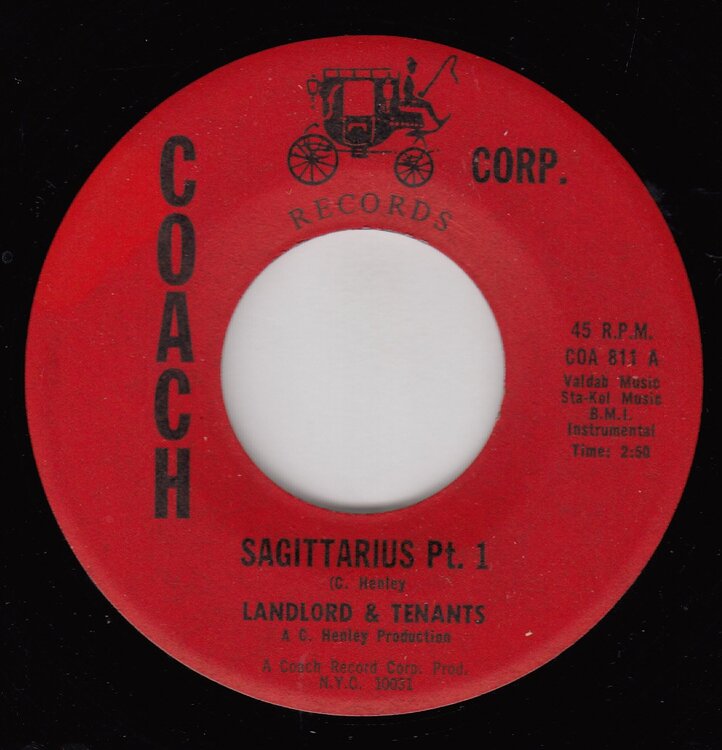 COACH
RECORDS
CORP.
45 R.P.M.
COA 811 A
Valdab Music
Sta-Kol Music
B.M.I.
Instrumental
Time: 2:50
SAGITTARIUS Pt. 1
(C. Henley
LANDLORD & TENANTS
A C. Henley Production
A Coach Record Corp. Prod.
N.Y.C. 10031